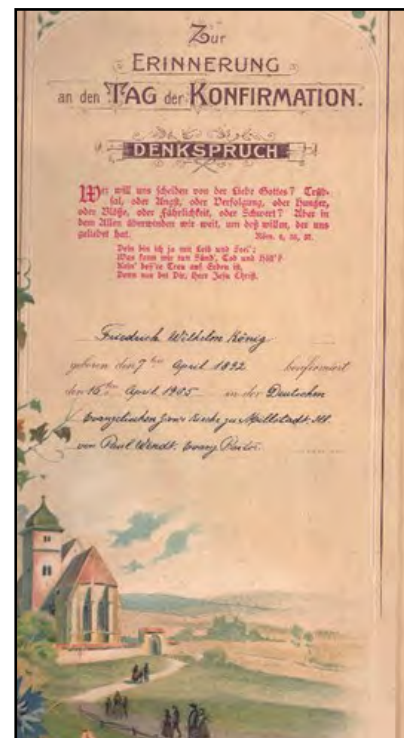 Zur
ERINNERUNG
an den TAG der KONFIRMATION.
DENKSPRUCH
Wer will uns scheiden von der Liebe Gottes? Trüb-
sal, oder Angst, oder Verfolgung, oder Hunger,
oder Blöße, oder Fährlichkeit, oder Schwert? Aber in
dem Allen überwinden wir weit, um deß willen, der uns
geliebet hat.
Röm. 8, 35, 37.
Dein bin ich ja mit Leib und Seel';
Was kann mir tun Sünd', Tod und Höll'?
Kein' bess're Treu auf Erden ist,
Denn nur bei Dir, Herr Jesu Christ.
Friedrich Wilhelm König
geboren den 7ten April 1892 konfirmiert
den 16ten April 1905 in der Deutschen
Evangelischen Kirche zu Millstadt Ill.
von Paul Wendt. Evang Pastor.